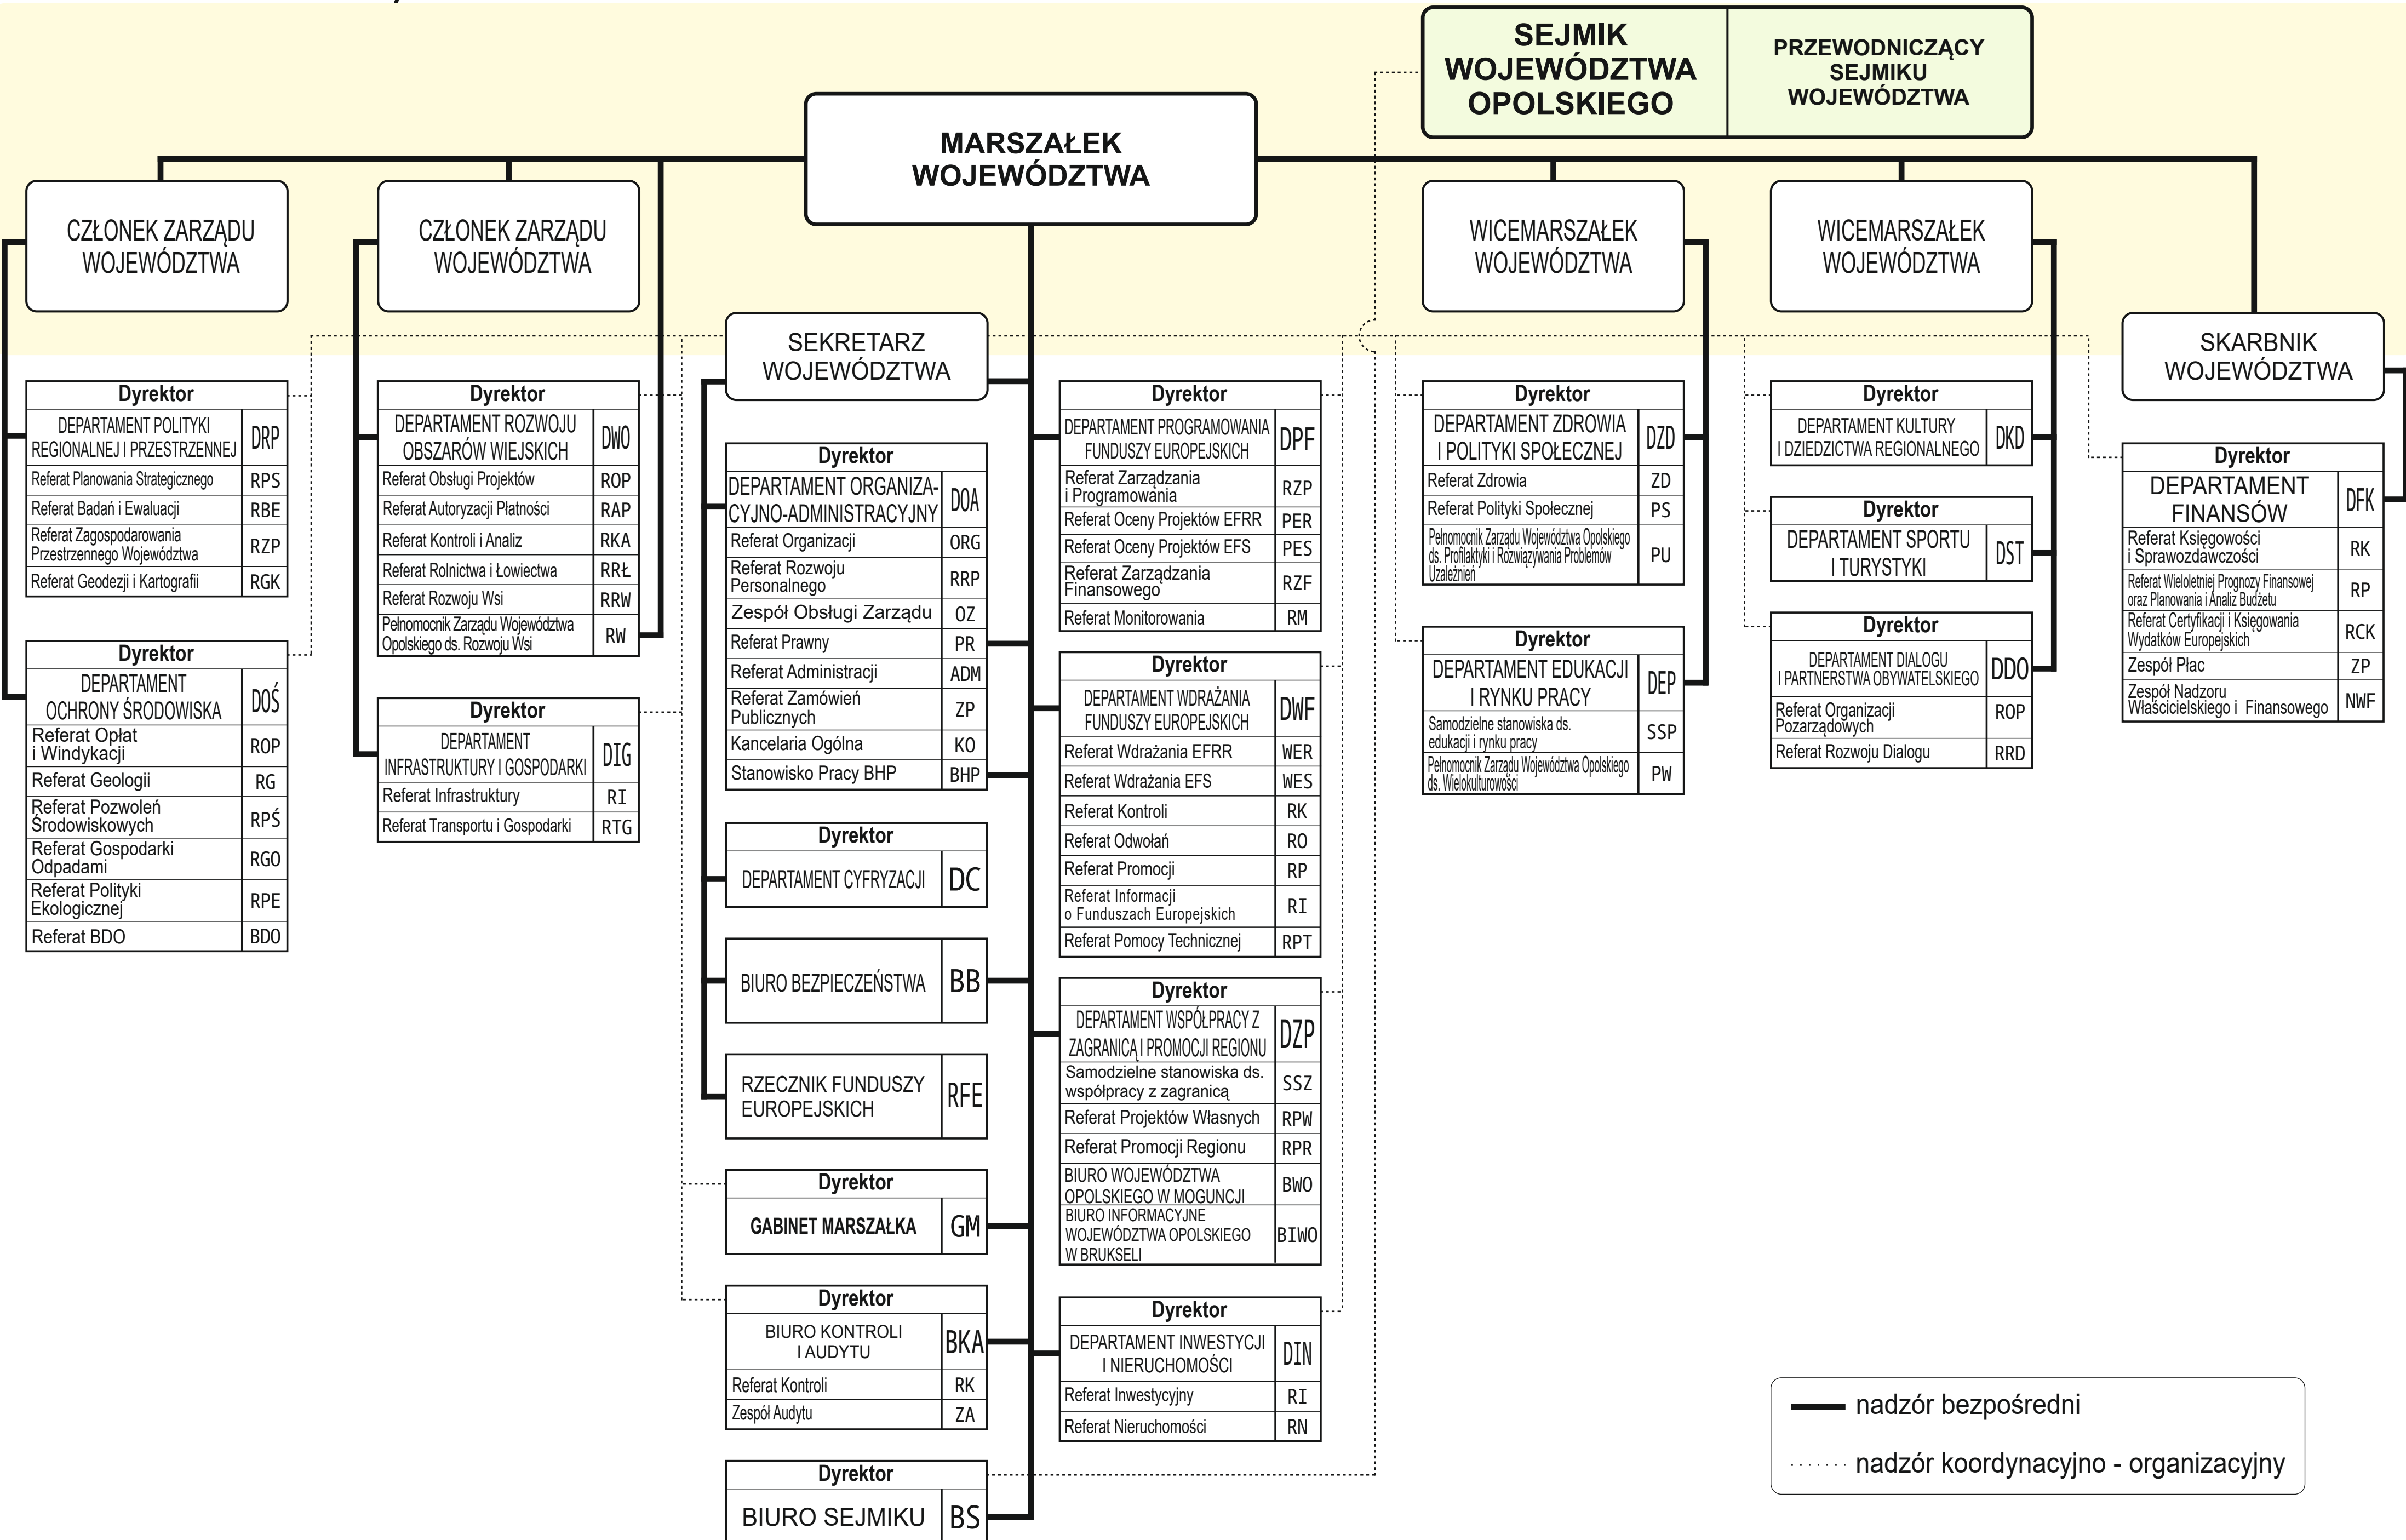 SEJMIK
WOJEWÓDZTWA
OPOLSKIEGO
PRZEWODNICZĄCY
SEJMIKU
WOJEWÓDZTWA
MARSZAŁEK
WOJEWÓDZTWA
CZŁONEK ZARZĄDU
WOJEWÓDZTWA
CZŁONEK ZARZĄDU
WOJEWÓDZTWA
WICEMARSZAŁEK
WOJEWÓDZTWA
WICEMARSZAŁEK
WOJEWÓDZTWA
SEKRETARZ
WOJEWÓDZTWA
SKARBNIK
WOJEWÓDZTWA
Dyrektor
DEPARTAMENT POLITYKI
REGIONALNEJ I PRZESTRZENNEJ DRP
Referat Planowania Strategicznego RPS
Referat Badań i Ewaluacji RBE
Referat Zagospodarowania
Przestrzennego Województwa RZP
Referat Geodezji i Kartografii RGK
Dyrektor
DEPARTAMENT
OCHRONY ŚRODOWISKA DOŚ
Referat Opłat
i Windykacji ROP
Referat Geologii RG
Referat Pozwoleń
Środowiskowych RPŚ
Referat Gospodarki
Odpadami RGO
Referat Polityki
Ekologicznej RPE
Referat BDO BDO
Dyrektor
DEPARTAMENT ROZWOJU
OBSZARÓW WIEJSKICH DWO
Referat Obsługi Projektów ROP
Referat Autoryzacji Płatności RAP
Referat Kontroli i Analiz RKA
Referat Rolnictwa i Łowiectwa RRŁ
Referat Rozwoju Wsi RRW
Pełnomocnik Zarządu Województwa
Opolskiego ds. Rozwoju Wsi RW
Dyrektor
DEPARTAMENT
INFRASTRUKTURY I GOSPODARKI DIG
Referat Infrastruktury RI
Referat Transportu i Gospodarki RTG
Dyrektor
DEPARTAMENT ORGANIZA-
CYJNO-ADMINISTRACYJNY DOA
Referat Organizacji ORG
Referat Rozwoju
Personalnego RRP
Zespół Obsługi Zarządu OZ
Referat Prawny PR
Referat Administracji ADM
Referat Zamówień
Publicznych ZP
Kancelaria Ogólna KO
Stanowisko Pracy BHP BHP
Dyrektor
DEPARTAMENT CYFRYZACJI DC
BIURO BEZPIECZEŃSTWA BB
RZECZNIK FUNDUSZY
EUROPEJSKICH RFE
Dyrektor
GABINET MARSZAŁKA GM
Dyrektor
BIURO KONTROLI
I AUDYTU BKA
Referat Kontroli RK
Zespół Audytu ZA
Dyrektor
BIURO SEJMIKU BS
Dyrektor
DEPARTAMENT PROGRAMOWANIA
FUNDUSZY EUROPEJSKICH DPF
Referat Zarządzania
i Programowania RZP
Referat Oceny Projektów EFRR PER
Referat Oceny Projektów EFS PES
Referat Zarządzania
Finansowego RZF
Referat Monitorowania RM
Dyrektor
DEPARTAMENT WDRAŻANIA
FUNDUSZY EUROPEJSKICH DWF
Referat Wdrażania EFRR WER
Referat Wdrażania EFS WES
Referat Kontroli RK
Referat Odwołań RO
Referat Promocji RP
Referat Informacji
o Funduszach Europejskich RI
Referat Pomocy Technicznej RPT
Dyrektor
DEPARTAMENT WSPÓŁPRACY Z
ZAGRANICĄ I PROMOCJI REGIONU DZP
Samodzielne stanowiska ds.
współpracy z zagranicą SSZ
Referat Projektów Własnych RPW
Referat Promocji Regionu RPR
BIURO WOJEWÓDZTWA
OPOLSKIEGO W MOGUNCJI BWO
BIURO INFORMACYJNE
WOJEWÓDZTWA OPOLSKIEGO
W BRUKSELI BIWO
Dyrektor
DEPARTAMENT INWESTYCJI
I NIERUCHOMOŚCI DIN
Referat Inwestycyjny RI
Referat Nieruchomości RN
Dyrektor
DEPARTAMENT ZDROWIA
I POLITYKI SPOŁECZNEJ DZD
Referat Zdrowia ZD
Referat Polityki Społecznej PS
Pełnomocnik Zarządu Województwa Opolskiego
ds. Profilaktyki i Rozwiązywania Problemów
Uzależnień PU
Dyrektor
DEPARTAMENT EDUKACJI
I RYNKU PRACY DEP
Samodzielne stanowiska ds.
edukacji i rynku pracy SSP
Pełnomocnik Zarządu Województwa Opolskiego
ds. Wielokulturowości PW
Dyrektor
DEPARTAMENT KULTURY
I DZIEDZICTWA REGIONALNEGO DKD
Dyrektor
DEPARTAMENT SPORTU
I TURYSTYKI DST
Dyrektor
DEPARTAMENT DIALOGU
I PARTNERSTWA OBYWATELSKIEGO DDO
Referat Organizacji
Pozarządowych ROP
Referat Rozwoju Dialogu RRD
Dyrektor
DEPARTAMENT
FINANSÓW DFK
Referat Księgowości
i Sprawozdawczości RK
Referat Wieloletniej Prognozy Finansowej
oraz Planowania i Analiz Budżetu RP
Referat Certyfikacji i Księgowania
Wydatków Europejskich RCK
Zespół Płac ZP
Zespół Nadzoru
Właścicielskiego i Finansowego NWF
nadzór bezpośredni
nadzór koordynacyjno - organizacyjny